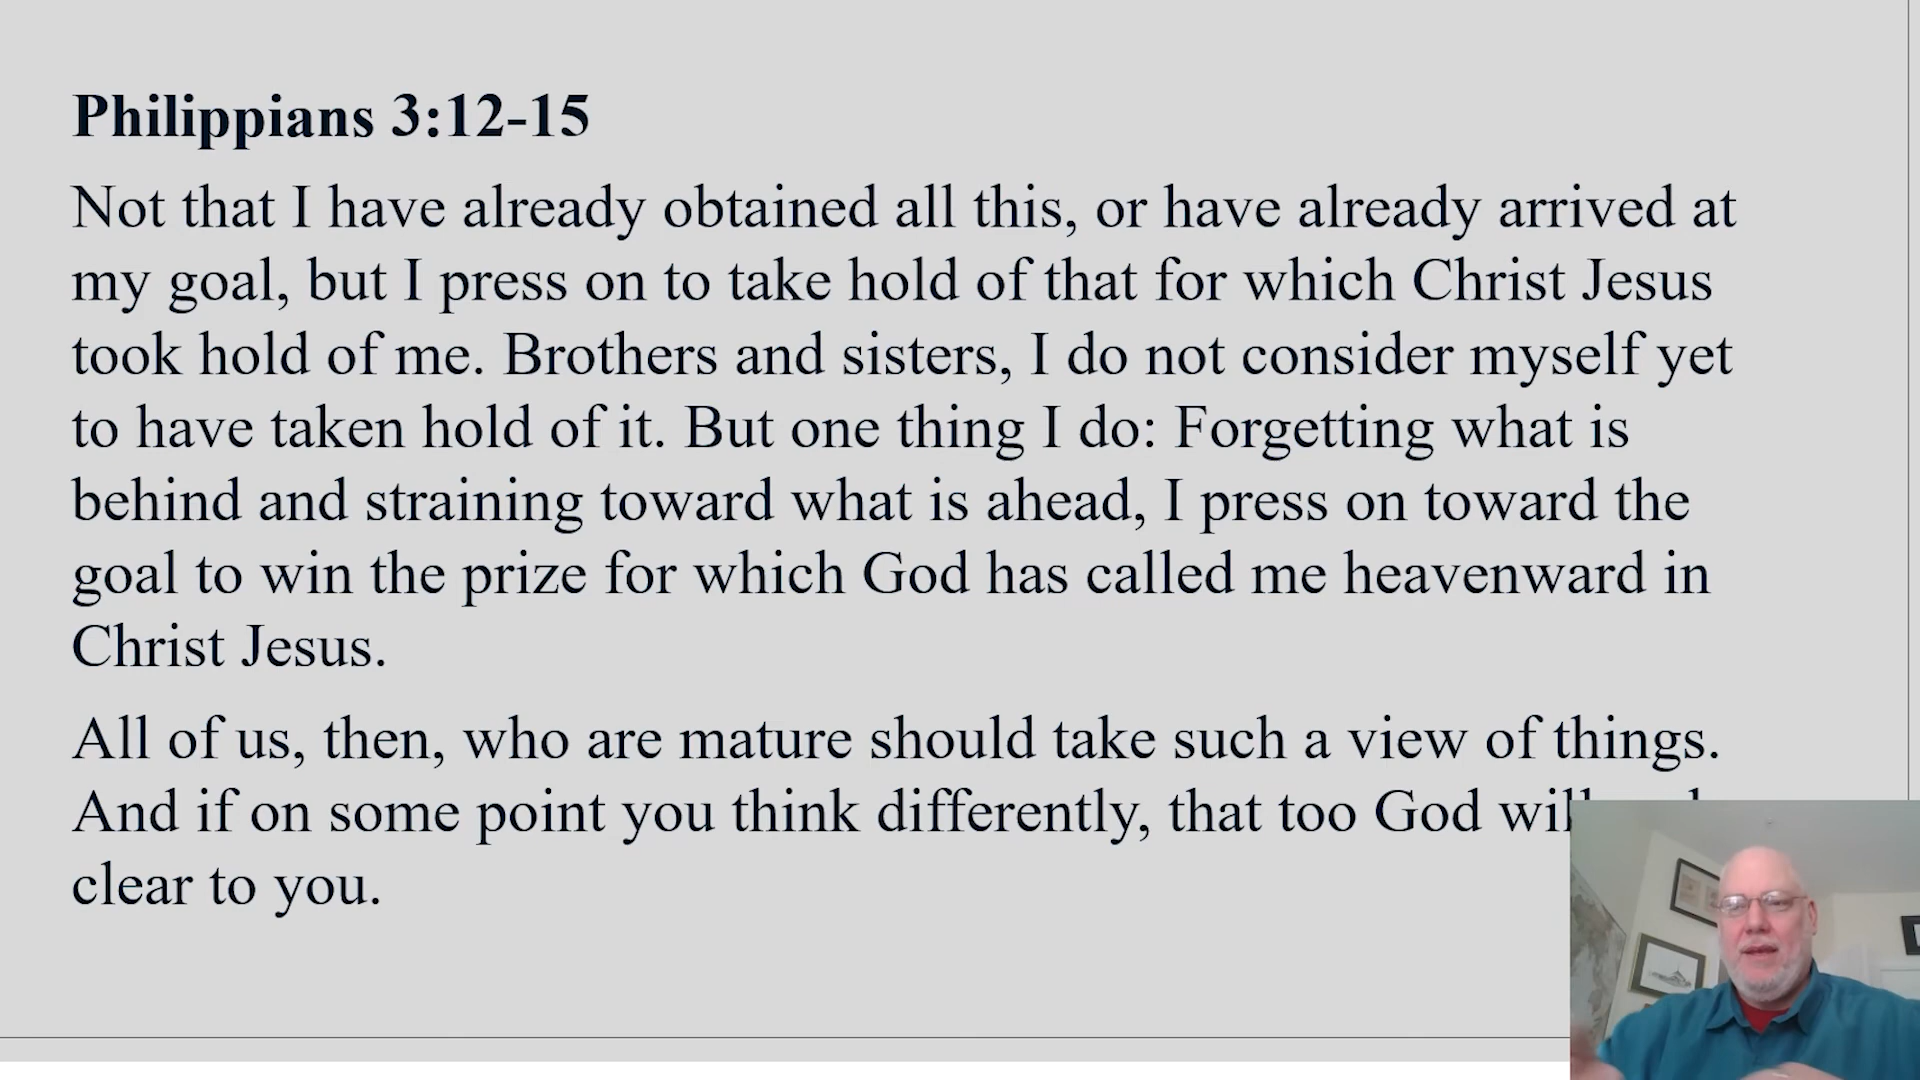 Philippians 3:12-15
Not that I have already obtained all this, or have already arrived at
my goal, but I press on to take hold of that for which Christ Jesus
took hold of me. Brothers and sisters, I do not consider myself yet
to have taken hold of it. But one thing I do: Forgetting what is
behind and straining toward what is ahead, I press on toward the
goal to win the prize for which God has called me heavenward in
Christ Jesus.
All of us, then, who are mature should take such a view of things.
And if on some point you think differently, that too God will
clear to you.